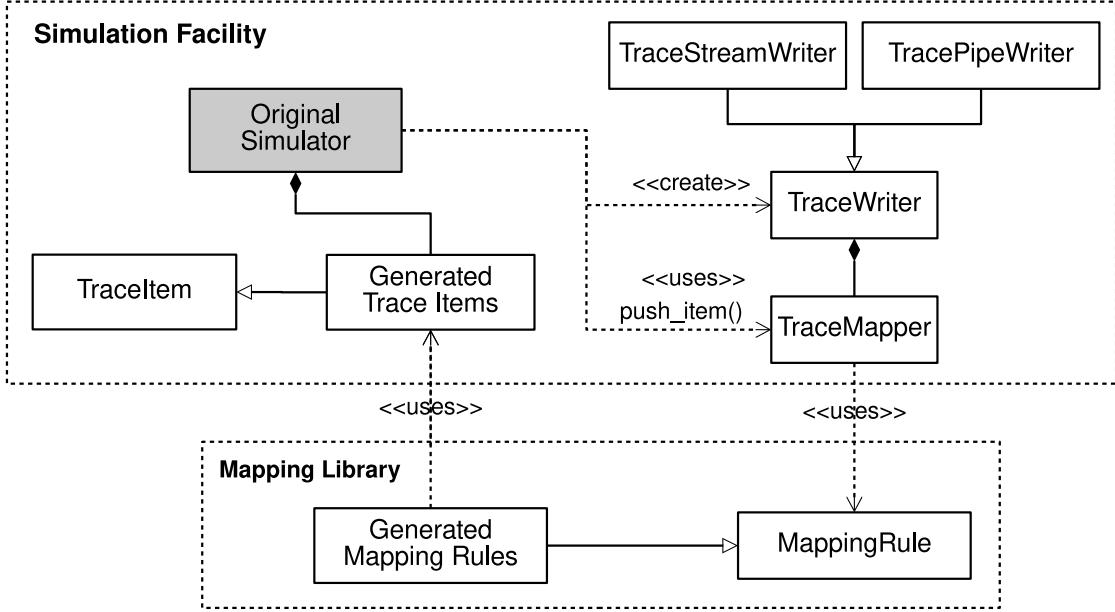 Simulation Facility
TraceStreamWriter
TracePipeWriter
Original
Simulator
<<create>>
TraceWriter
TraceItem
Generated
Trace Items
<<uses>>
push_item()
TraceMapper
<<uses>>
<<uses>>
Mapping Library
Generated
Mapping Rules
MappingRule